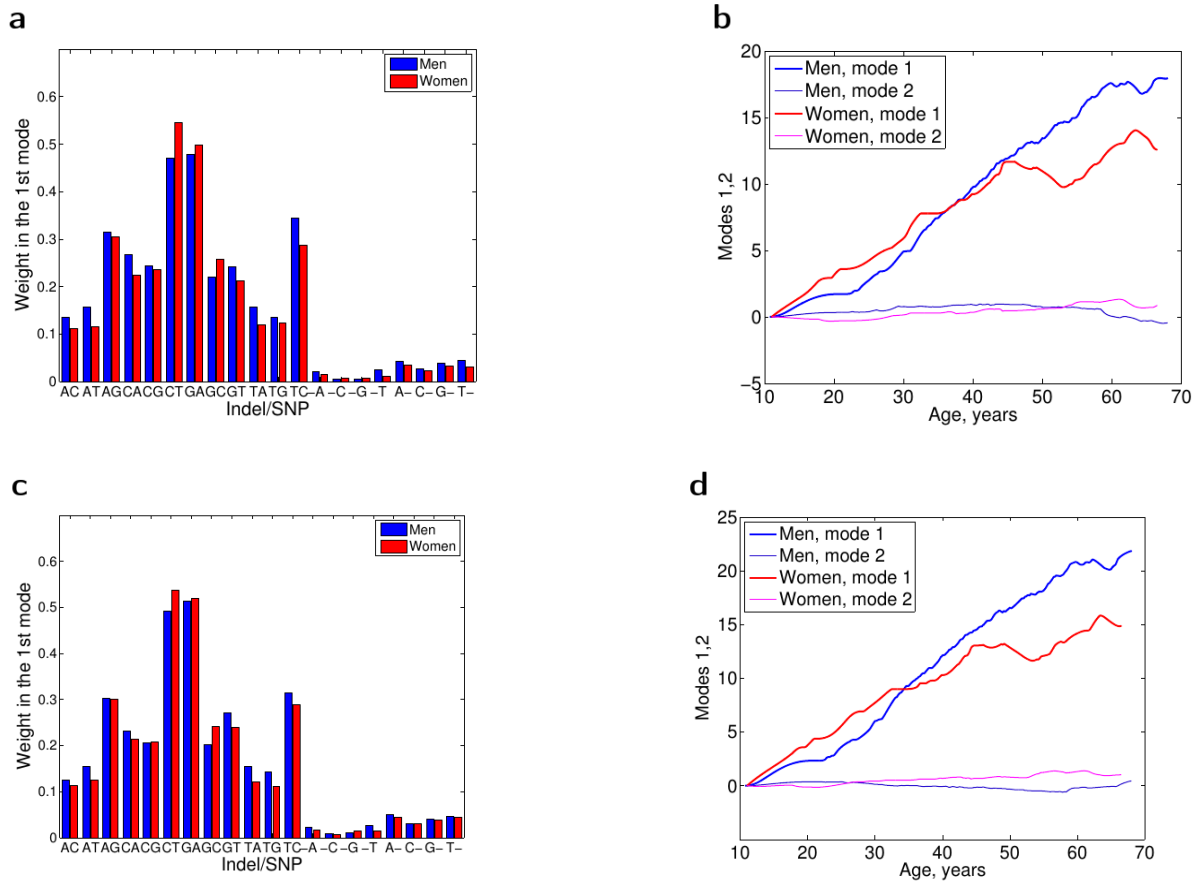 a
Men
Women
0.6
0.5
0.4
0.3
0.2
0.1
0
Weight in the 1st mode
AC AT AG CA CG CT GA GC GT TA TG TC -A -C -G -T A- C- G- T-
Indel/SNP
b
20
15
10
5
0
−5
Modes 1,2
Men, mode 1
Men, mode 2
Women, mode 1
Women, mode 2
10 20 30 40 50 60 70
Age, years
c
Men
Women
0.6
0.5
0.4
0.3
0.2
0.1
0
Weight in the 1st mode
AC AT AG CA CG CT GA GC GT TA TG TC -A -C -G -T A- C- G- T-
Indel/SNP
d
25
20
15
10
5
0
−5
Modes 1,2
Men, mode 1
Men, mode 2
Women, mode 1
Women, mode 2
10 20 30 40 50 60 70
Age, years